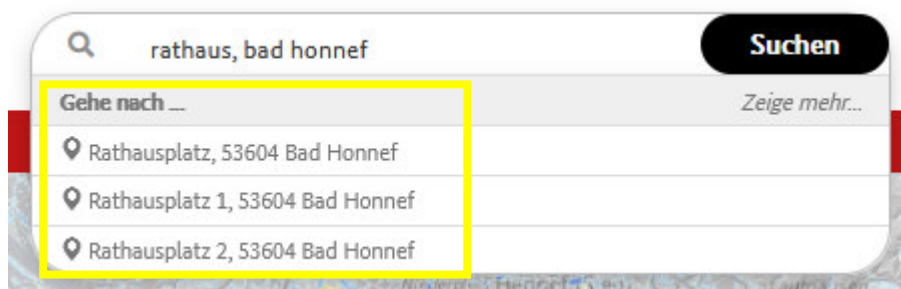 rathaus, bad honnef Suchen
Gehe nach ... Zeige mehr...
Rathausplatz, 53604 Bad Honnef
Rathausplatz 1, 53604 Bad Honnef
Rathausplatz 2, 53604 Bad Honnef